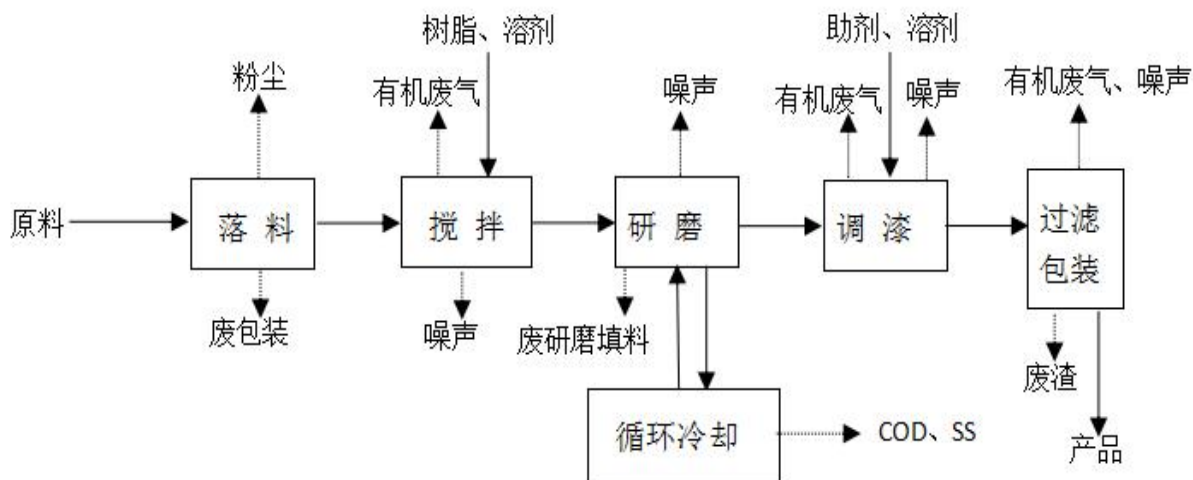 树脂、溶剂
助剂、溶剂
粉尘
有机废气
噪声
有机废气
噪声
有机废气、噪声
原料
落料
搅拌
研磨
调漆
过滤
包装
废包装
噪声
废研磨填料
废渣
循环冷却
COD、SS
产品